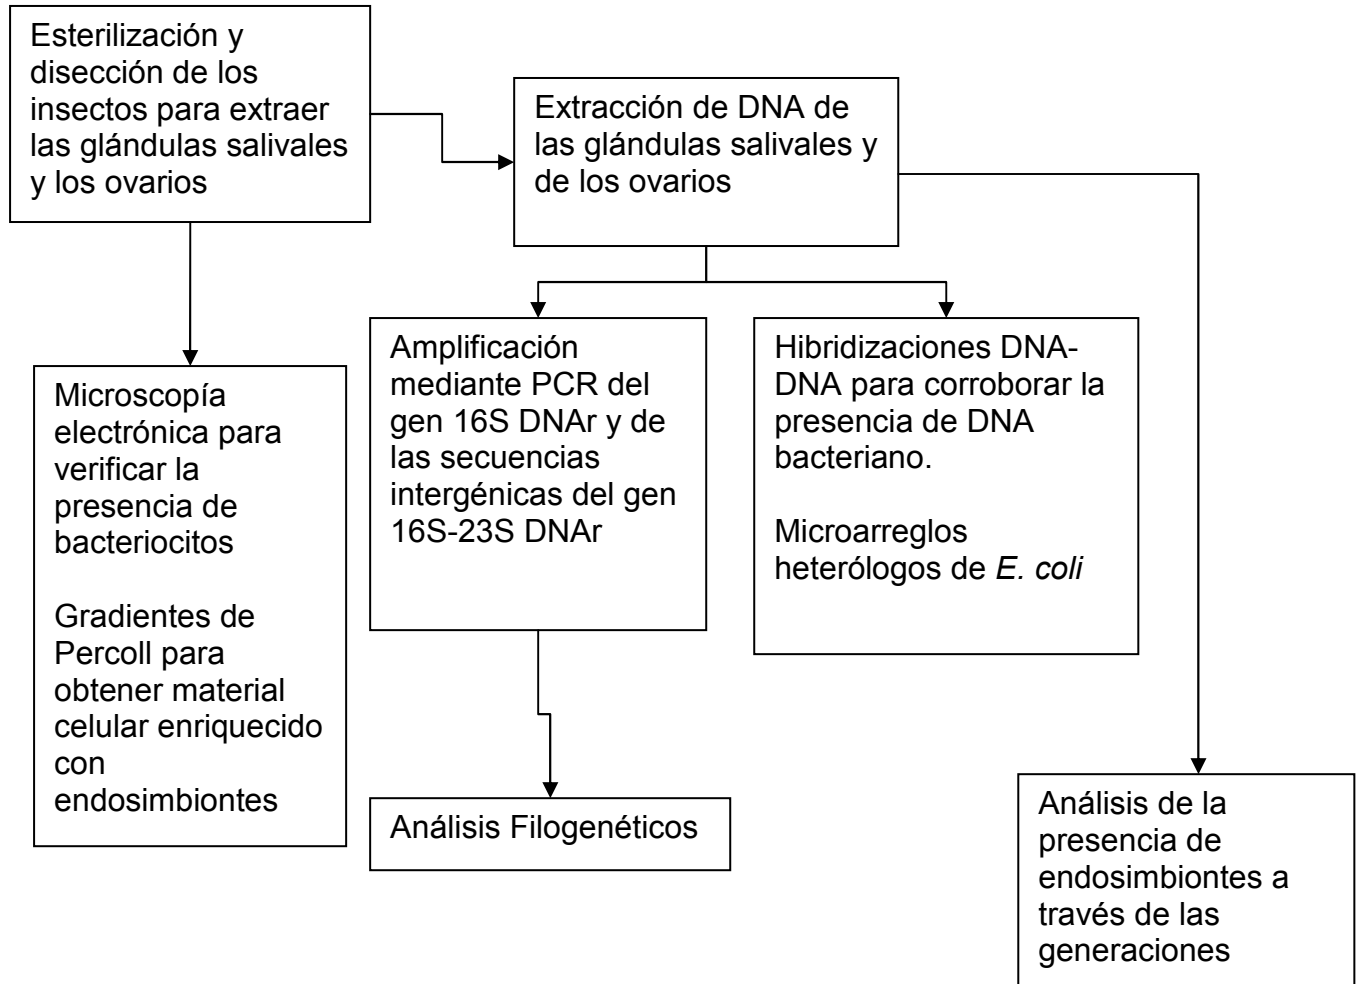 Esterilización y
disección de los
insectos para extraer
las glándulas salivales
y los ovarios
Extracción de DNA de
las glándulas salivales y
de los ovarios
Microscopía
electrónica para
verificar la
presencia de
bacteriocitos
Gradientes de
Percoll para
obtener material
celular enriquecido
con
endosimbiontes
Amplificación
mediante PCR del
gen 16S DNAr y de
las secuencias
intergénicas del gen
16S-23S DNAr
Hibridizaciones DNA-
DNA para corroborar la
presencia de DNA
bacteriano.
Microarreglos
heterólogos de E. coli
Análisis Filogenéticos
Análisis de la
presencia de
endosimbiontes a
través de las
generaciones